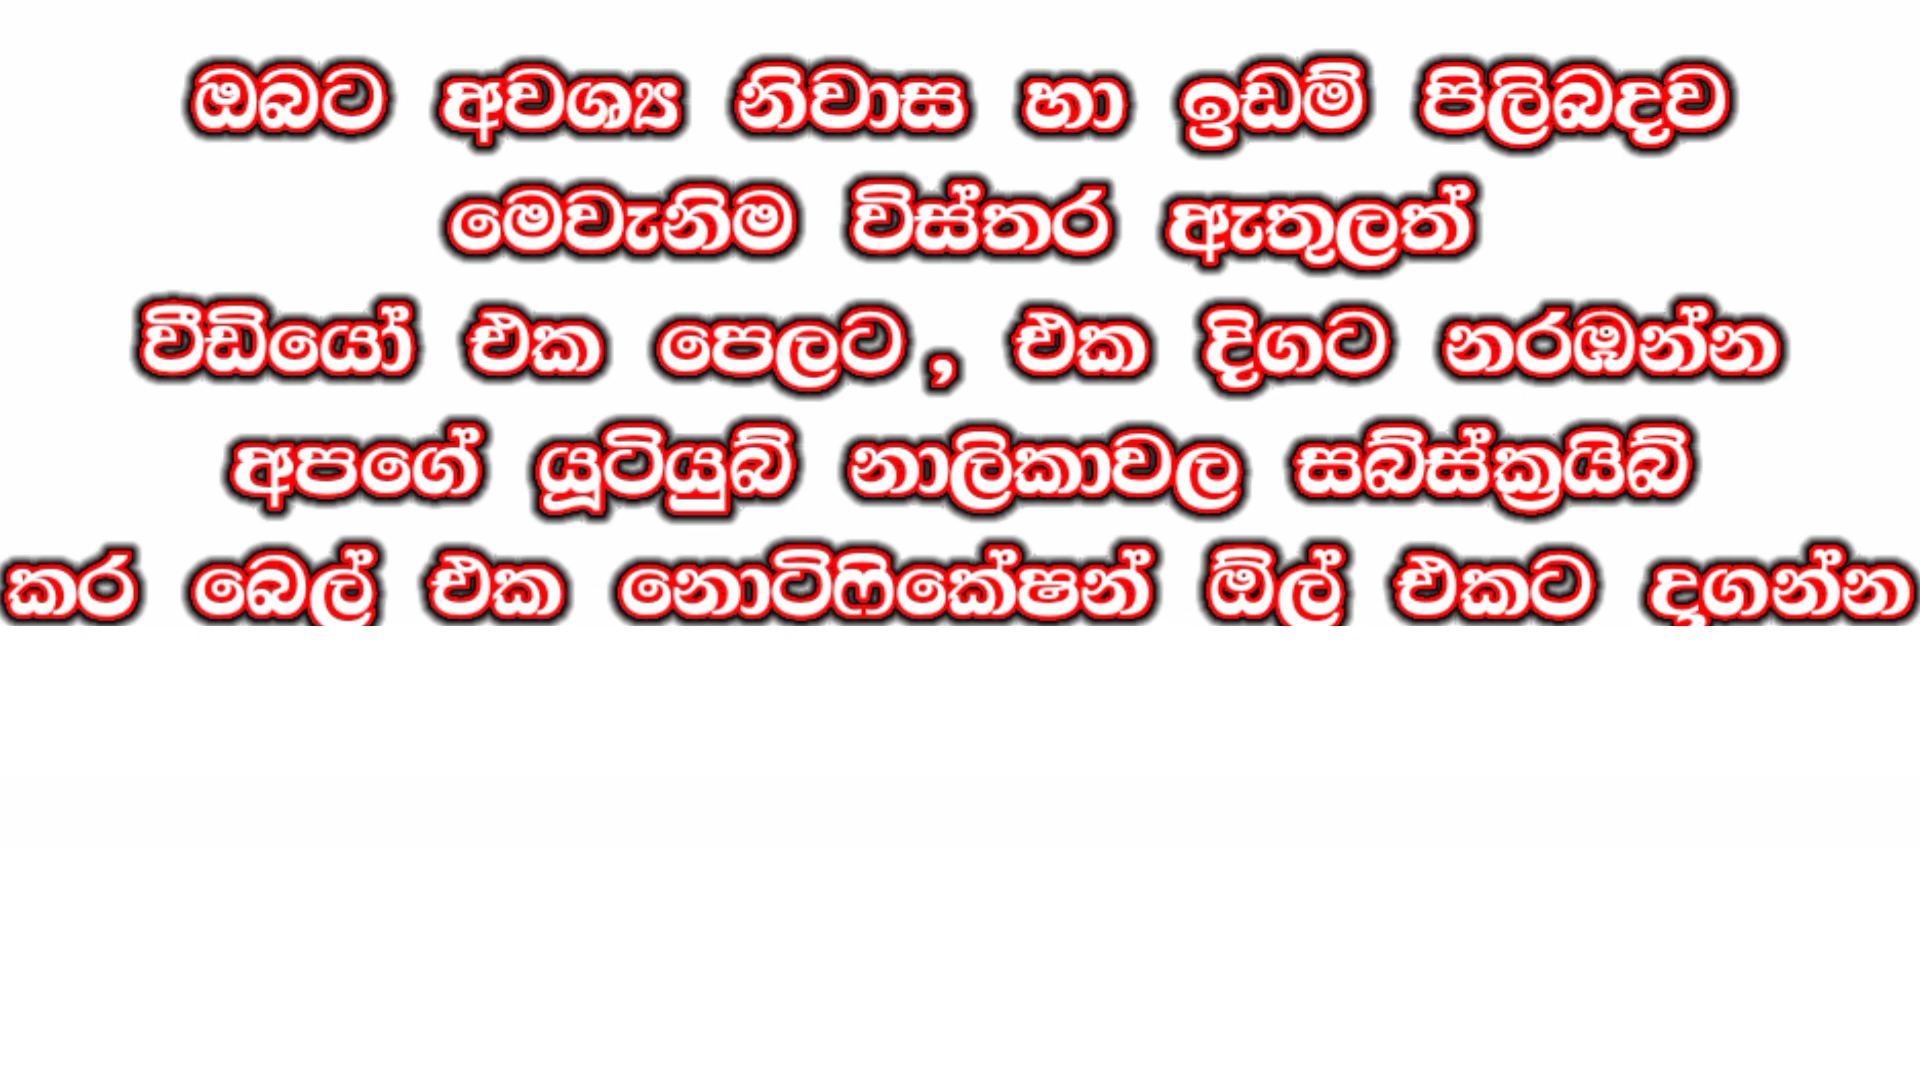 ඔබට අවශ්‍ය නිවාස හා ඉඩම් පිලිබදව
මෙවැනිම විස්තර ඇතුලත්
වීඩියෝ එක පෙලට, එක දිගට නරඹන්න
අපගේ යූටියුබ් නාලිකාවල සබ්ස්ක්‍රයිබ්
කර බෙල් එක නොටිෆිකේෂන් ඕල් එකට දගන්න